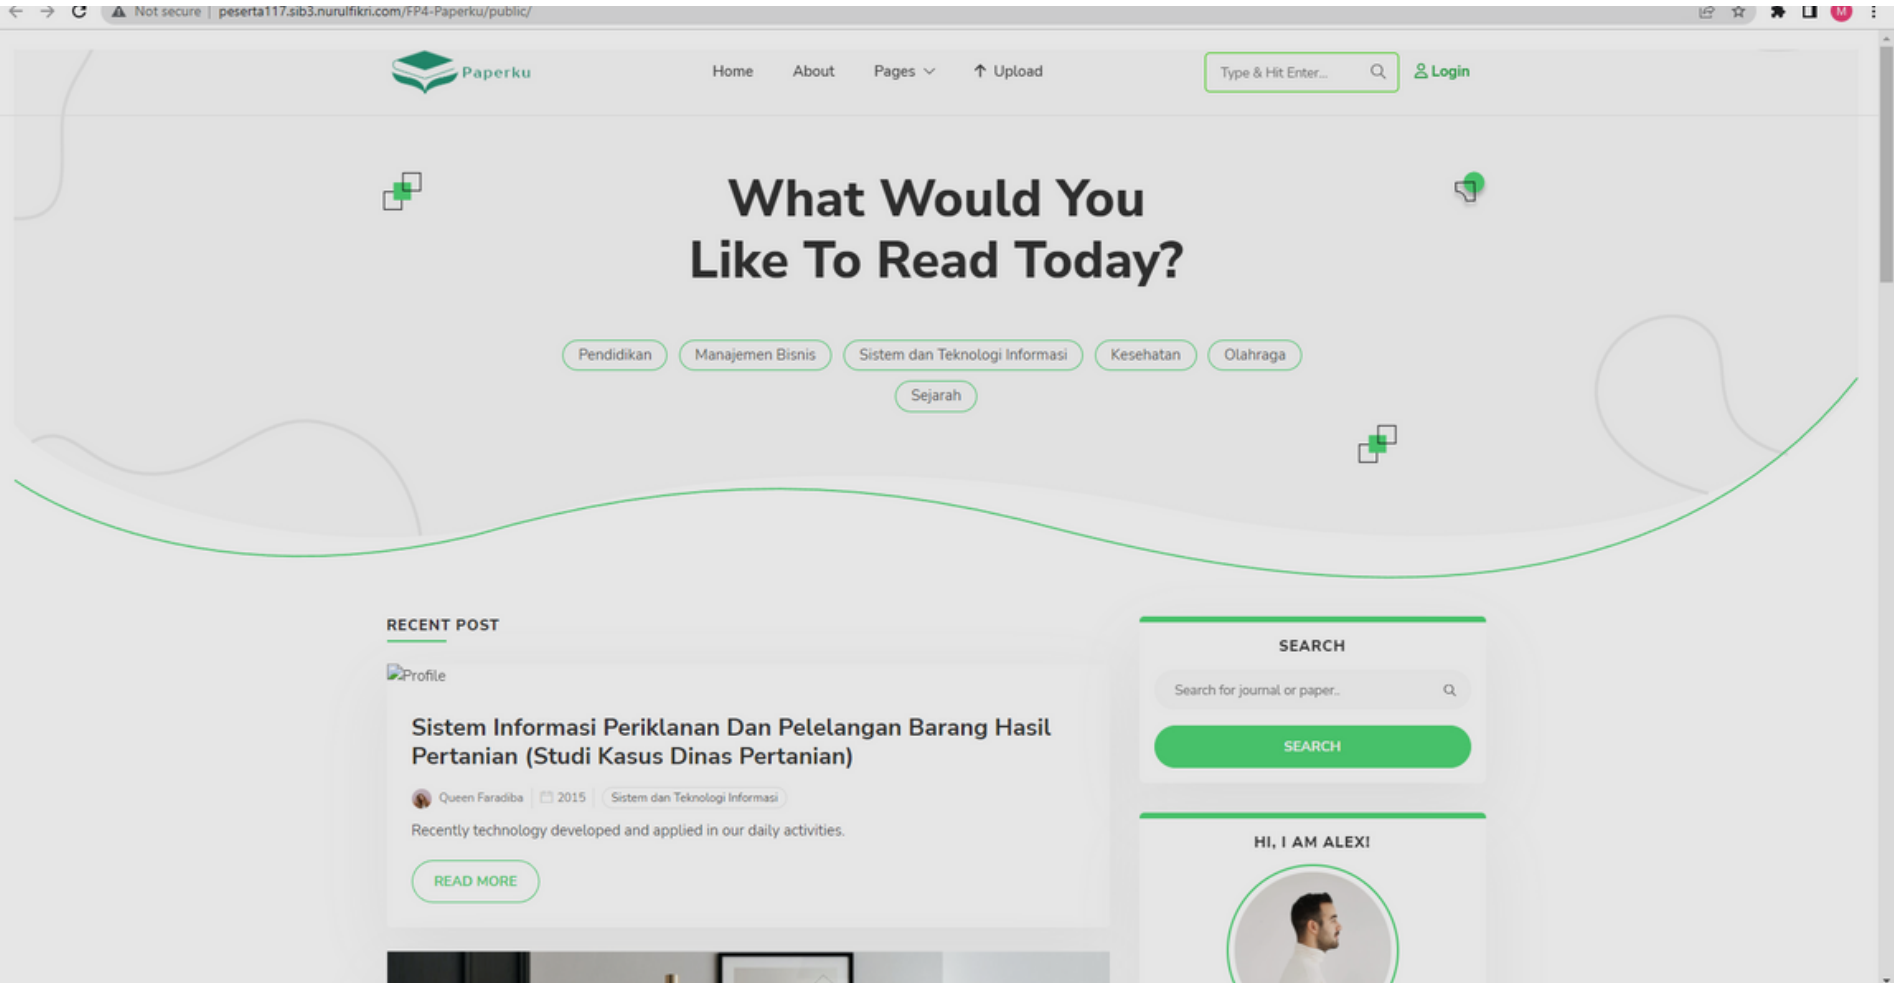 Not secure | peserta117.sib3.nurulfikri.com/FP4-Paperku/public/
M
Paperku
Home About Pages Upload
Type & Hit Enter...
Login
What Would You
Like To Read Today?
Pendidikan Manajemen Bisnis Sistem dan Teknologi Informasi Kesehatan Olahraga
Sejarah
RECENT POST
Profile
Sistem Informasi Periklanan Dan Pelelangan Barang Hasil
Pertanian (Studi Kasus Dinas Pertanian)
Queen Faradiba 2015 Sistem dan Teknologi Informasi
Recently technology developed and applied in our daily activities.
READ MORE
SEARCH
Search for journal or paper..
SEARCH
HI, I AM ALEX!